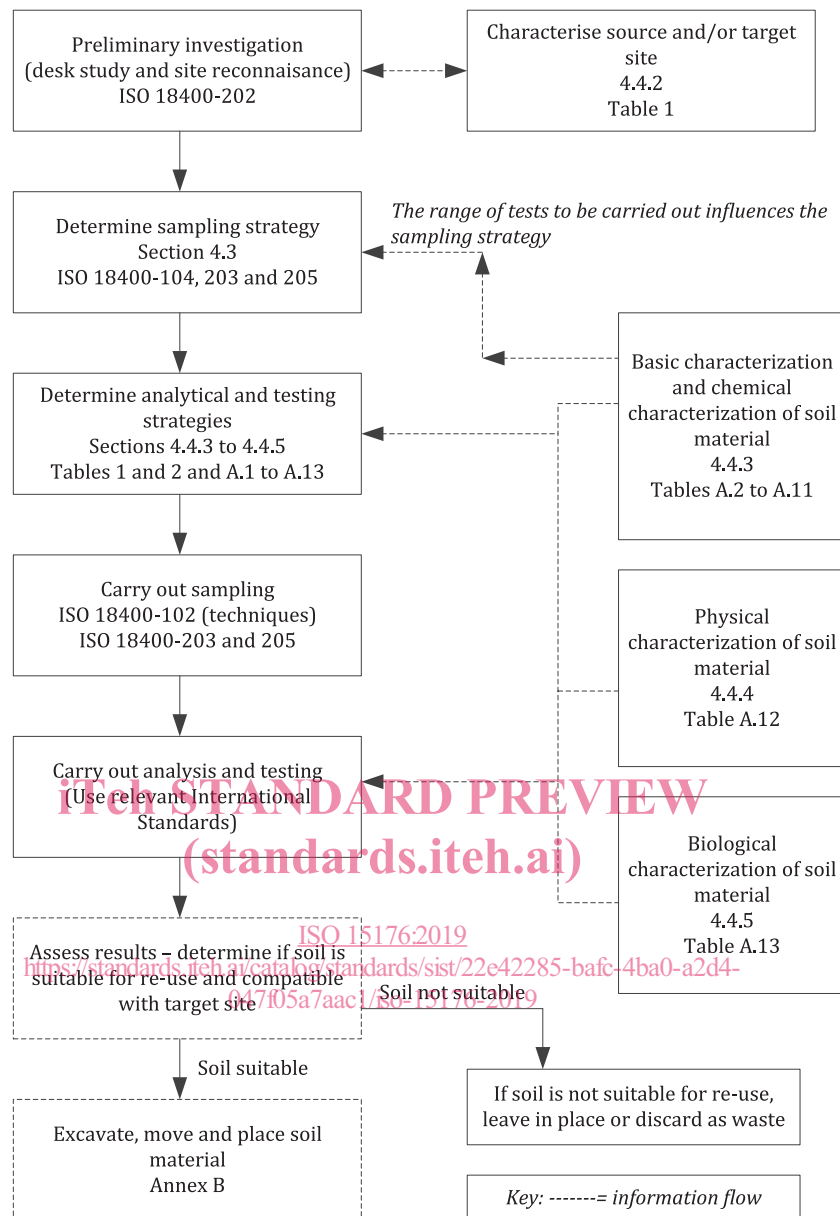 Preliminary investigation
(desk study and site reconnaisance)
ISO 18400-202
Characterise source and/or target
site
4.4.2
Table 1
Determine sampling strategy
Section 4.3
ISO 18400-104, 203 and 205
The range of tests to be carried out influences the
sampling strategy
Basic characterization
and chemical
characterization of soil
material
4.4.3
Tables A.2 to A.11
Determine analytical and testing
strategies
Sections 4.4.3 to 4.4.5
Tables 1 and 2 and A.1 to A.13
Carry out sampling
ISO 18400-102 (techniques)
ISO 18400-203 and 205
Physical
characterization of soil
material
4.4.4
Table A.12
Carry out analysis and testing
(Use relevant International
Standards)
iTeh STANDARD PREVIEW
(standards.iteh.ai)
Biological
characterization of soil
material
4.4.5
Table A.13
ISO 15176:2019
https://standards.iteh.ai/catalog/standards/sist/22e42285-bafc-4ba0-a2d4-
047f05a7aac1/iso-15176-2019
Assess results – determine if soil is
suitable for re-use and compatible
with target site
Soil not suitable
Soil suitable
If soil is not suitable for re-use,
leave in place or discard as waste
Excavate, move and place soil
material
Annex B
Key: -------= information flow